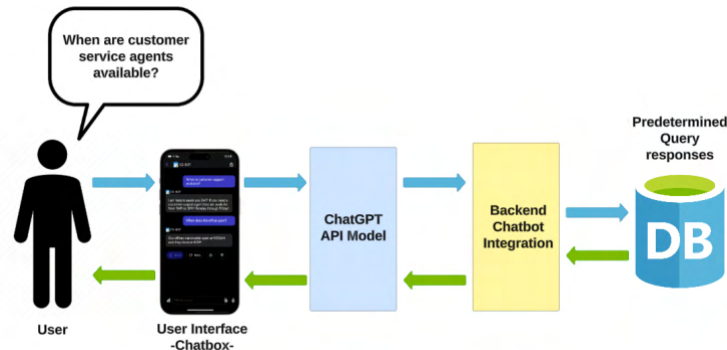 When are customer
service agents
available?
Predetermined
Query
responses
ChatGPT
API Model
Backend
Chatbot
Integration
DB
User
User Interface
-Chatbox-